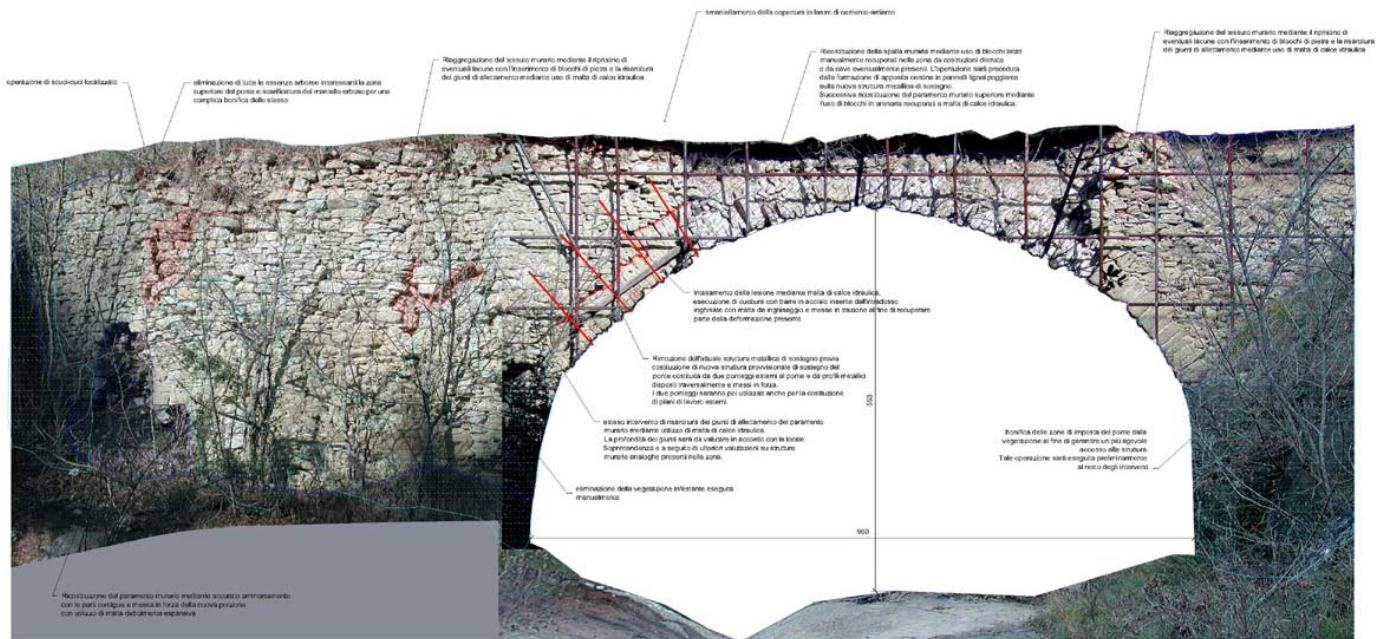 smantellamento della copertura in lastre di cemento-amianto
Riaggregazione del tessuto murario mediante il ripristino di
eventuali lacune con l'inserimento di blocchi di pietra e la risarcitura
dei giunti di allettamento mediante uso di malta di calce idraulica
Ricostituzione della spalla muraria mediante uso di blocchi lavorati
manualmente recuperati nella zona da costruzioni distrutte
o da cave eventualmente presenti. L'operazione sarà preceduta
dalla formazione di apposita centina in pannelli lignei poggiante
sulla nuova struttura metallica di sostegno.
Successiva ricostituzione del paramento murario superiore mediante
l'uso di blocchi in arenaria recuperati e malta di calce idraulica.
Riaggregazione del tessuto murario mediante il ripristino di
eventuali lacune con l'inserimento di blocchi di pietra e la risarcitura
dei giunti di allettamento mediante uso di malta di calce idraulica
operazione di scuci-cuci localizzato
eliminazione di tutte le essenze arboree interessanti la zona
superiore del ponte e scarificatura del mantello erboso per una
completa bonifica dello stesso
Intasamento della lesione mediante malta di calce idraulica,
esecuzione di cuciture con barre in acciaio inserite dall'intradosso
inghisate con malta da inghisaggio e messe in trazione al fine di recuperare
parte della deformazione presente
Rimozione dell'attuale struttura metallica di sostegno previa
costituzione di nuova struttura provvisionale di sostegno del
ponte costituita da due ponteggi esterni al ponte e da profili metallici
disposti trasversalmente e messi in forza.
I due ponteggi saranno poi utilizzati anche per la costituzione
di piani di lavoro esterni.
esteso intervento di risarcitura dei giunti di allettamento del paramento
murario mediante utilizzo di malta di calce idraulica.
La profondità dei giunti sarà da valutare in accordo con la locale
Soprintendenza e a seguito di ulteriori valutazioni su strutture
murarie analoghe presenti nella zona.
eliminazione della vegetazione infestante eseguita
manualmente
553
bonifica delle zone di imposta del ponte dalla
vegetazione al fine di garantire un più agevole
accesso alla struttura.
Tale operazione sarà eseguita preliminarmente
al resto degli interventi
Ricostituzione del paramento murario mediante accurato ammorsamento
con le parti contigue e messa in forza della nuova porzione
con utilizzo di malta debolmente espansiva